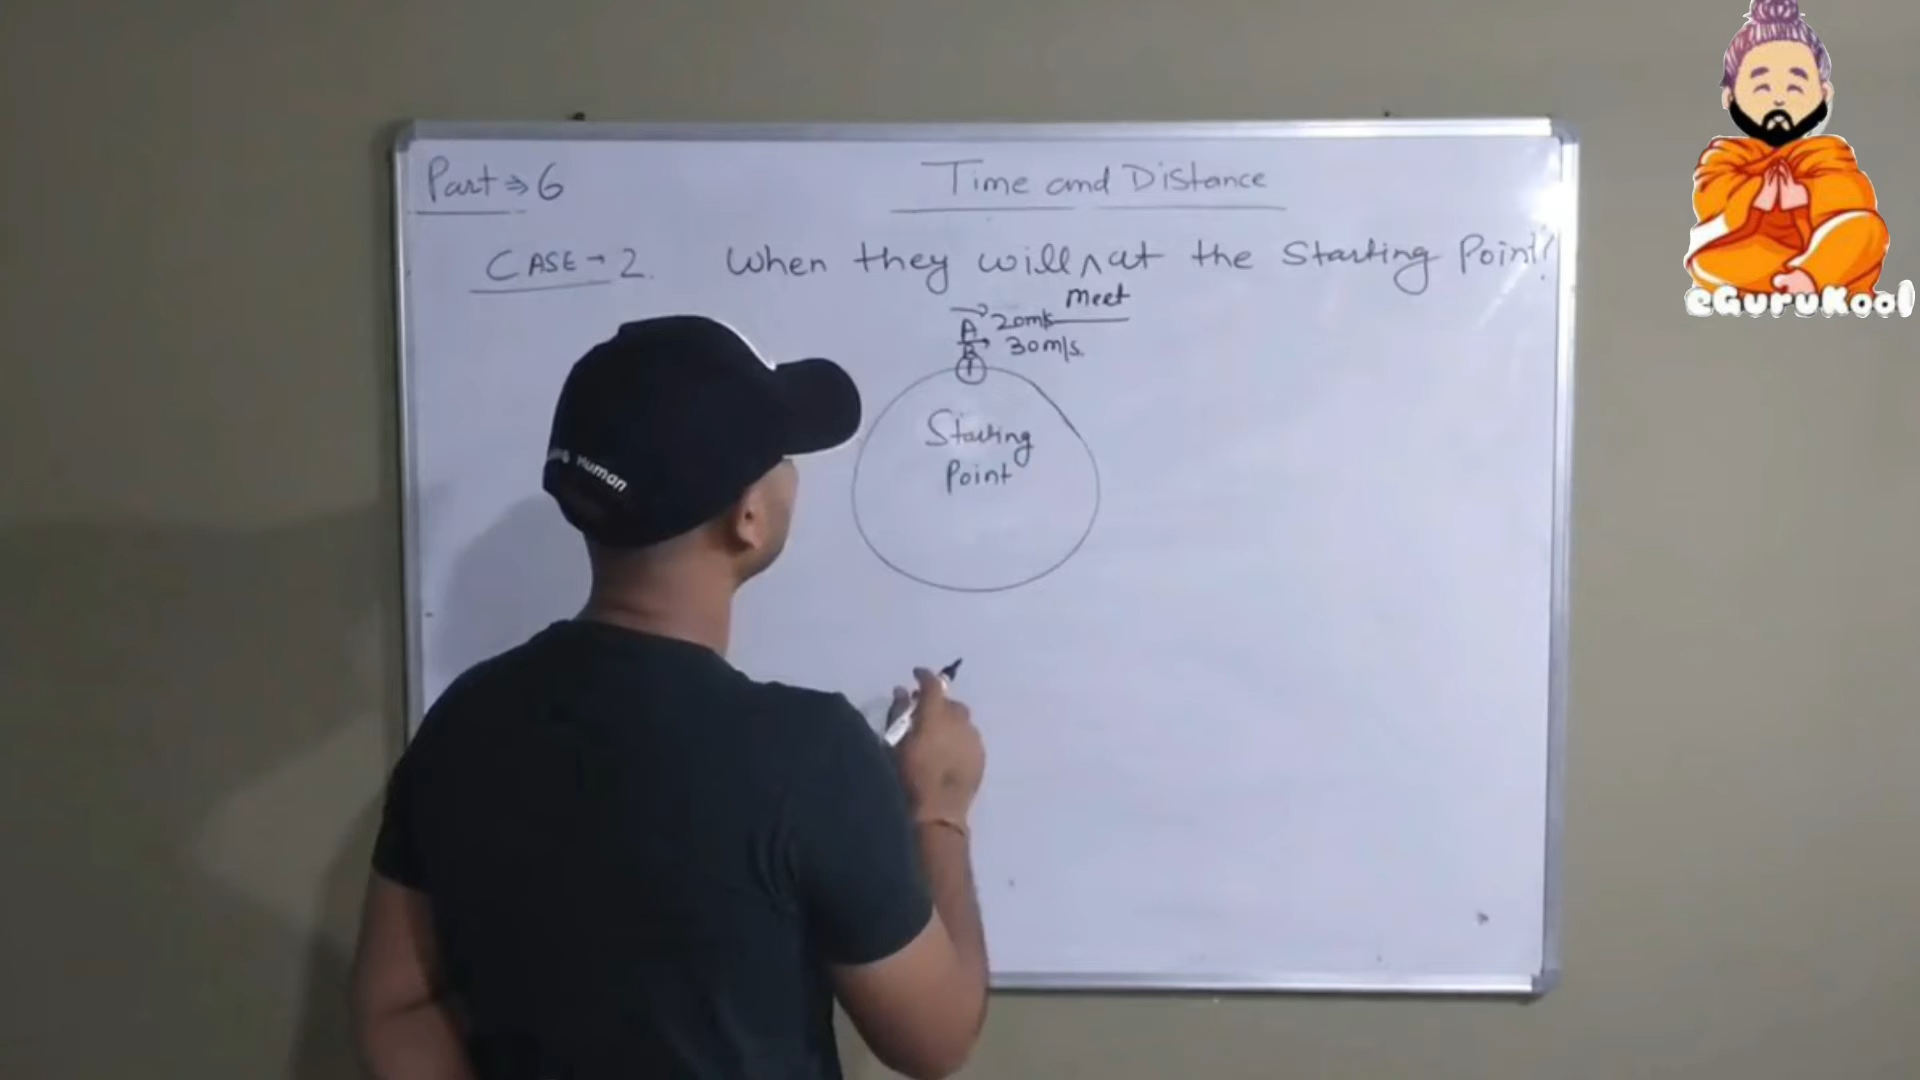 Part ⇒ 6
Time and Distance
CASE → 2. When they will ^ at the Starting Point?
Meet
A 20m/s
B 30m/s.
Starting
Point
Human
eGuruKool